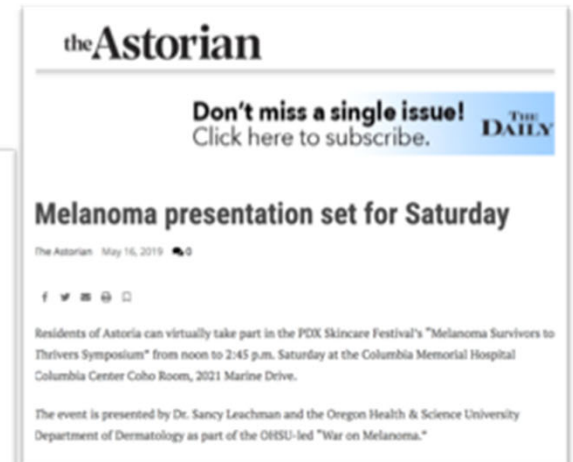 the Astorian
Don't miss a single issue!
Click here to subscribe.
THE
DAILY
Melanoma presentation set for Saturday
The Astorian May 16, 2019 0
Residents of Astoria can virtually take part in the PDX Skincare Festival's "Melanoma Survivors to
Thrivers Symposium" from noon to 2:45 p.m. Saturday at the Columbia Memorial Hospital
Columbia Center Coho Room, 2021 Marine Drive.
The event is presented by Dr. Sancy Leachman and the Oregon Health & Science University
Department of Dermatology as part of the OHSU-led "War on Melanoma."